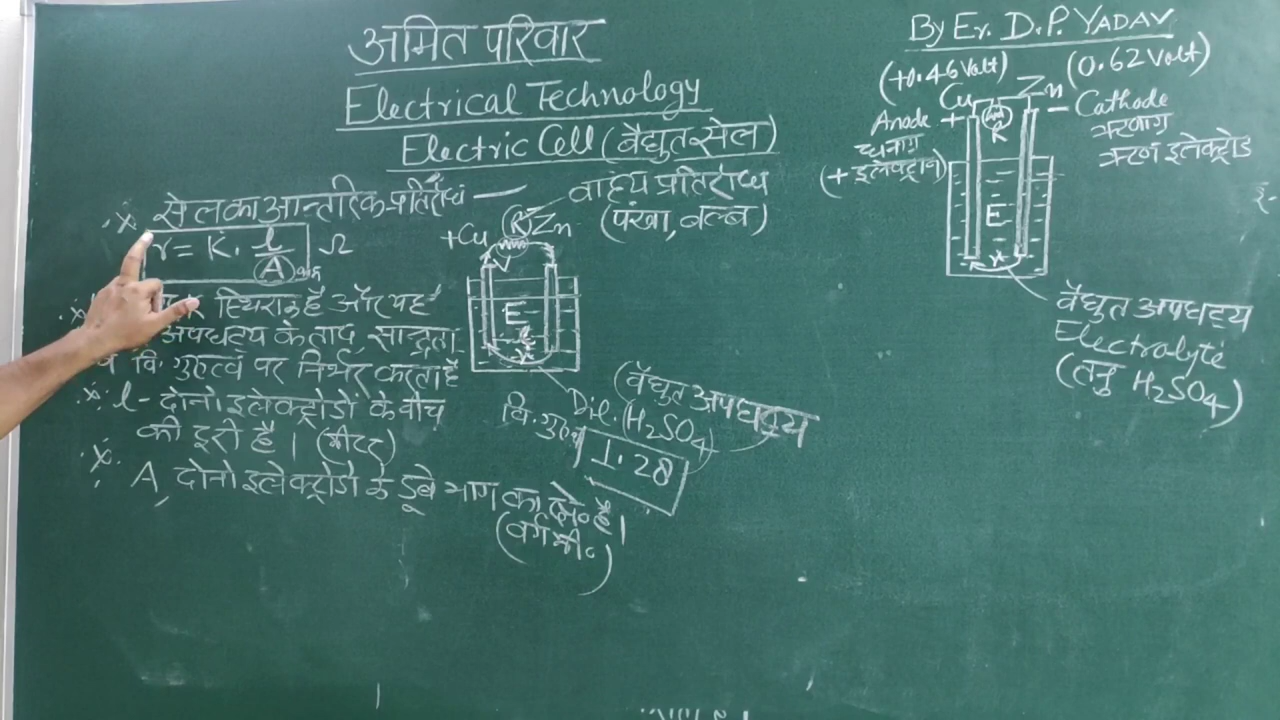 अमित परिवार
Electrical Technology
Electric Cell (वैद्युत सेल)
By Er. D.P. YADAV
(+0.46 Volt)
(0.62 Volt)
Cu
Zn
Anode +
- Cathode
R
ऋणाग्र
ऋण इलेक्ट्रोड
E
वैद्युत अपघट्य
Electrolyte
(तनु H₂SO₄)
सेल का आन्तरिक प्रतिरोध —
r = K. l/A Ω
स्थिरांक है और यह
अपघट्य के ताप, सान्द्रता
व वि. गुरुत्व पर निर्भर करता है
l - दोनो इलेक्ट्रोडो के बीच
की दूरी है। (मीटर)
A, दोनो इलेक्ट्रोडो के डूबे भाग का क्षे० है।
(वर्ग मी०)
वाह्य प्रतिरोध
(पंखा, बल्ब)
+Cu
(R)
Zn
E
l
r
(वैद्युत अपघट्य
Dil. (H₂SO₄)
वि. गुरुत्व
1.28